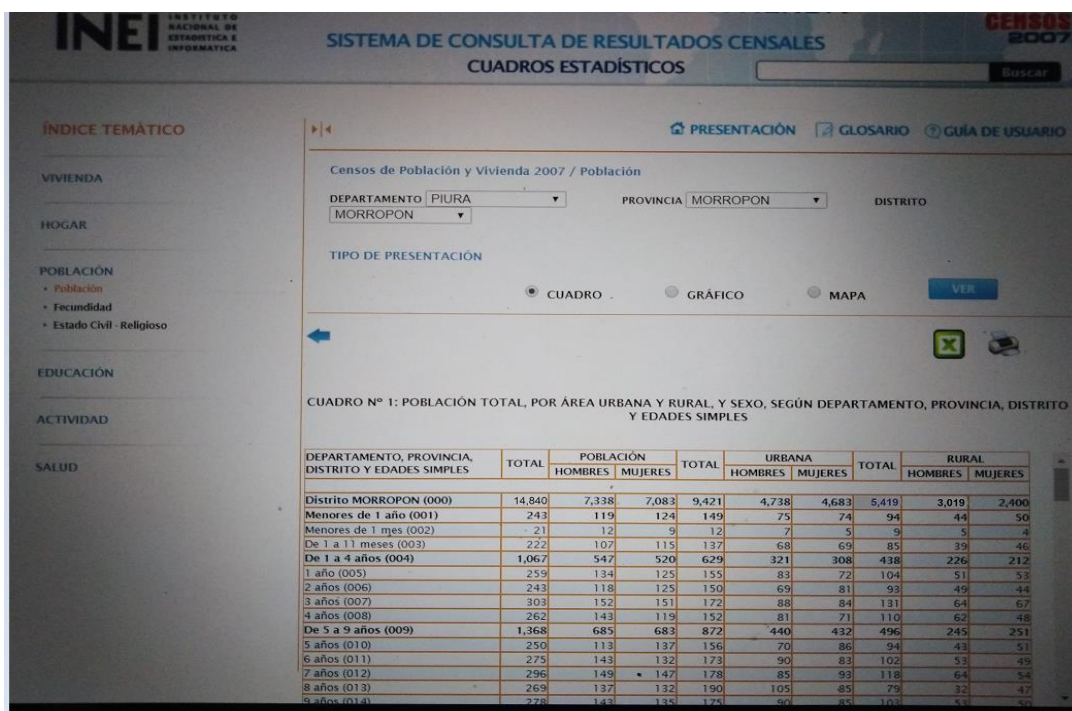 INEI
INSTITUTO
NACIONAL DE
ESTADISTICA E
INFORMATICA
CENSOS
2007
SISTEMA DE CONSULTA DE RESULTADOS CENSALES
CUADROS ESTADÍSTICOS
Buscar
ÍNDICE TEMÁTICO
VIVIENDA
HOGAR
POBLACIÓN
• Población
• Fecundidad
• Estado Civil - Religioso
EDUCACIÓN
ACTIVIDAD
SALUD
PRESENTACIÓN GLOSARIO GUÍA DE USUARIO
Censos de Población y Vivienda 2007 / Población
DEPARTAMENTO PIURA PROVINCIA MORROPON DISTRITO
MORROPON
TIPO DE PRESENTACIÓN
CUADRO GRÁFICO MAPA VER
CUADRO Nº 1: POBLACIÓN TOTAL, POR ÁREA URBANA Y RURAL, Y SEXO, SEGÚN DEPARTAMENTO, PROVINCIA, DISTRITO
Y EDADES SIMPLES
DEPARTAMENTO, PROVINCIA, TOTAL POBLACIÓN TOTAL URBANA TOTAL RURAL
DISTRITO Y EDADES SIMPLES HOMBRES MUJERES HOMBRES MUJERES HOMBRES MUJERES
Distrito MORROPON (000) 14,840 7,338 7,083 9,421 4,738 4,683 5,419 3,019 2,400
Menores de 1 año (001) 243 119 124 149 75 74 94 44 50
Menores de 1 mes (002) 21 12 9 12 7 5 9 5 4
De 1 a 11 meses (003) 222 107 115 137 68 69 85 39 46
De 1 a 4 años (004) 1,067 547 520 629 321 308 438 226 212
1 año (005) 259 134 125 155 83 72 104 51 53
2 años (006) 243 118 125 150 69 81 93 49 44
3 años (007) 303 152 151 172 88 84 131 64 67
4 años (008) 262 143 119 152 81 71 110 62 48
De 5 a 9 años (009) 1,368 685 683 872 440 432 496 245 251
5 años (010) 250 113 137 156 70 86 94 43 51
6 años (011) 275 143 132 173 90 83 102 53 49
7 años (012) 296 149 147 178 85 93 118 64 54
8 años (013) 269 137 132 190 105 85 79 32 47
9 años (014) 278 143 135 175 90 85 103 53 50